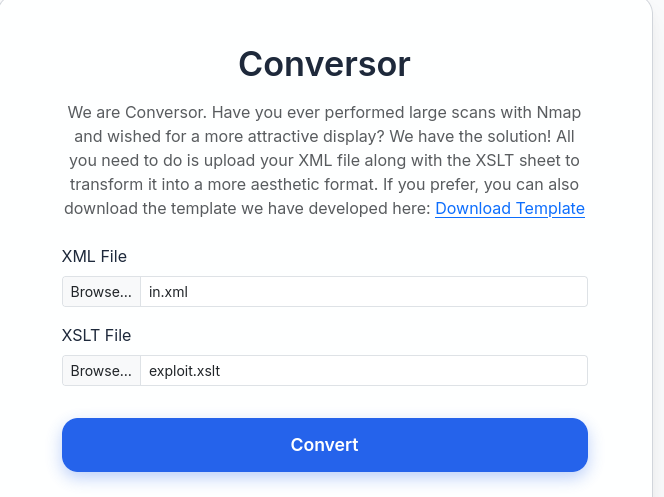 Conversor
We are Conversor. Have you ever performed large scans with Nmap
and wished for a more attractive display? We have the solution! All
you need to do is upload your XML file along with the XSLT sheet to
transform it into a more aesthetic format. If you prefer, you can also
download the template we have developed here: Download Template
XML File
Browse... in.xml
XSLT File
Browse... exploit.xslt
Convert